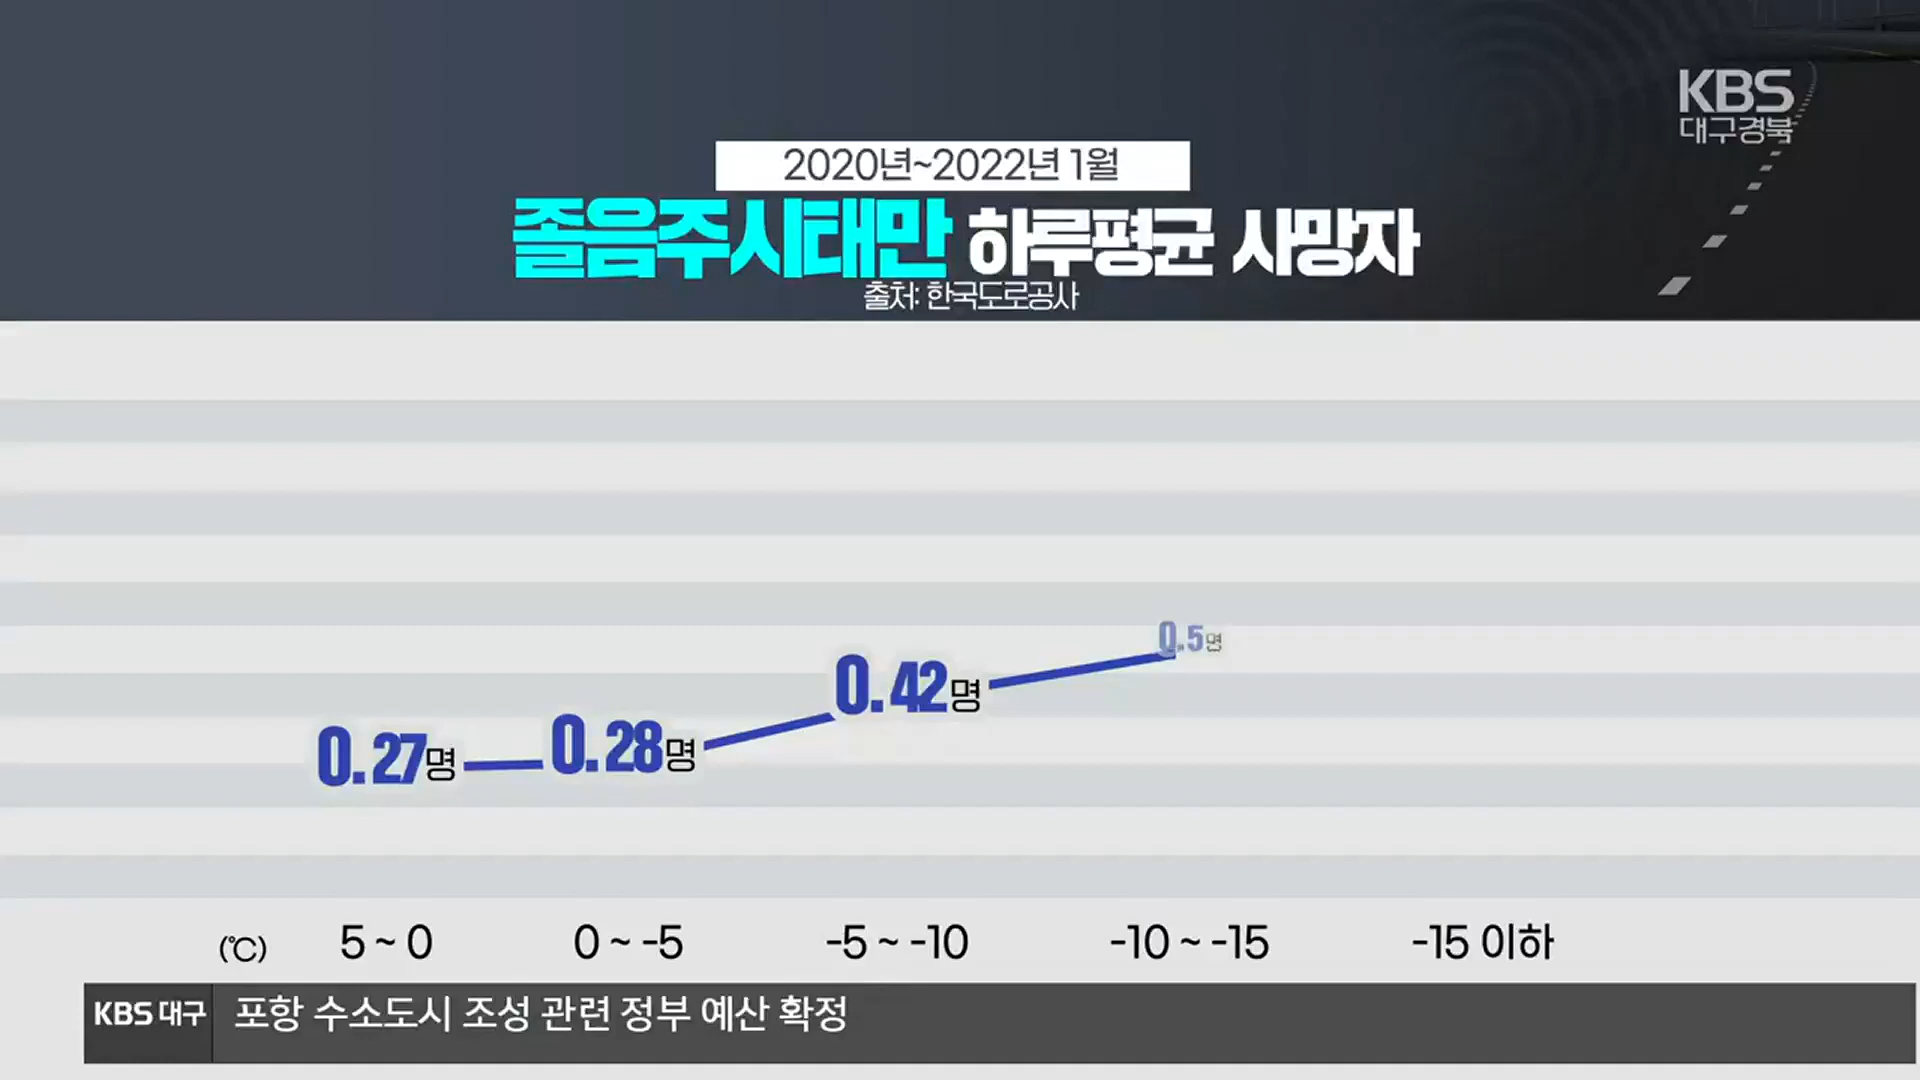 KBS
대구경북
2020년~2022년 1월
졸음주시태만 하루평균 사망자
출처: 한국도로공사
0.5명
0.42명
0.28명
0.27명
(℃) 5 ~ 0 0 ~ -5 -5 ~ -10 -10 ~ -15 -15 이하
KBS 대구 포항 수소도시 조성 관련 정부 예산 확정